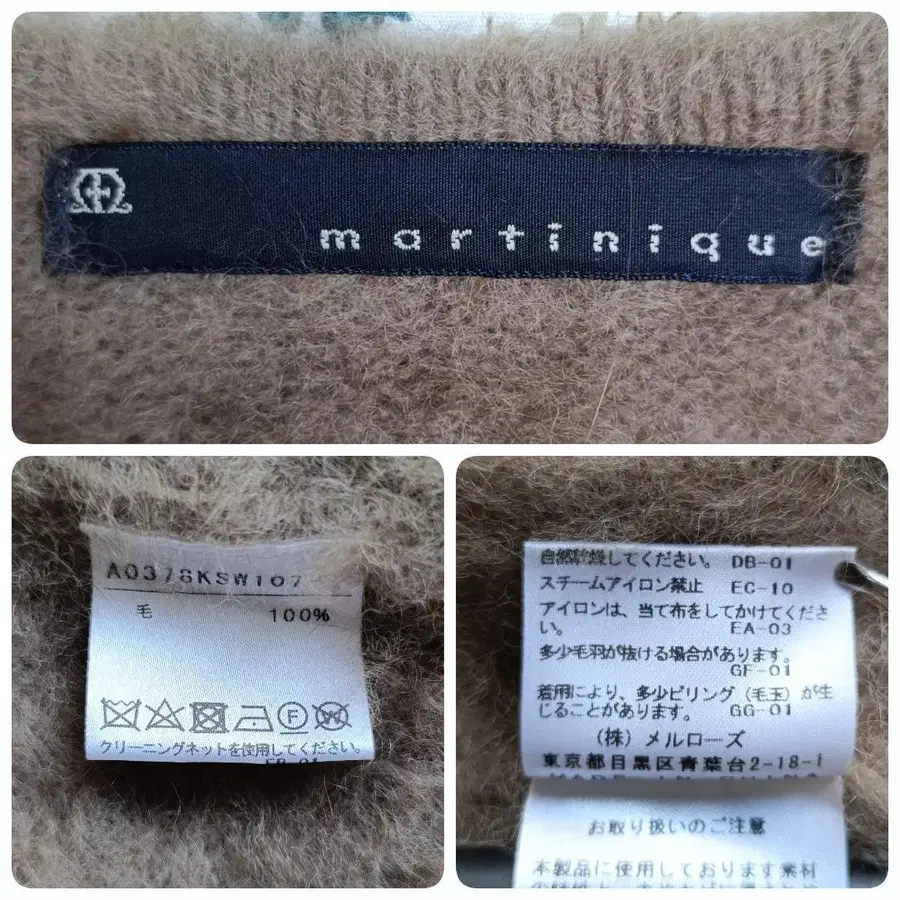 martinique
A0378KSW107
毛 100%
クリーニングネットを使用してください。
自然乾燥してください。 DB-01
スチームアイロン禁止 EC-10
アイロンは、当て布をしてかけてくださ
い。 EA-03
多少毛羽が抜ける場合があります。
GF-01
着用により、多少ピリング(毛玉)が生
じることがあります。 GG-01
(株) メルローズ
東京都目黒区青葉台2-18-1
MADE IN CHINA
お取り扱いのご注意
本製品に使用しております素材